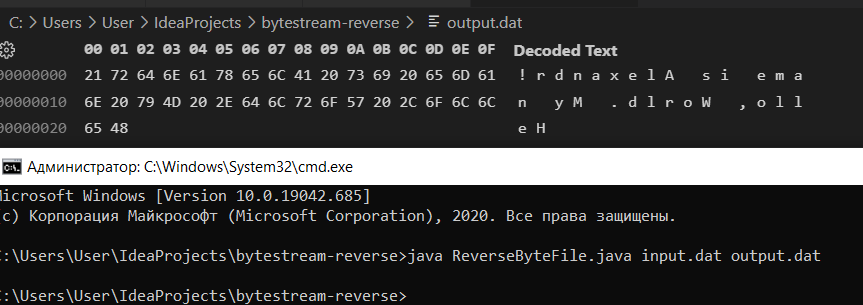 C: > Users > User > IdeaProjects > bytestream-reverse > output.dat
00 01 02 03 04 05 06 07 08 09 0A 0B 0C 0D 0E 0F Decoded Text
00000000 21 72 64 6E 61 78 65 6C 41 20 73 69 20 65 6D 61 ! r d n a x e l A s i e m a
00000010 6E 20 79 4D 20 2E 64 6C 72 6F 57 20 2C 6F 6C 6C n y M . d l r o W , o l l
00000020 65 48 e H
Администратор: C:\Windows\System32\cmd.exe
Microsoft Windows [Version 10.0.19042.685]
(c) Корпорация Майкрософт (Microsoft Corporation), 2020. Все права защищены.
C:\Users\User\IdeaProjects\bytestream-reverse>java ReverseByteFile.java input.dat output.dat
C:\Users\User\IdeaProjects\bytestream-reverse>